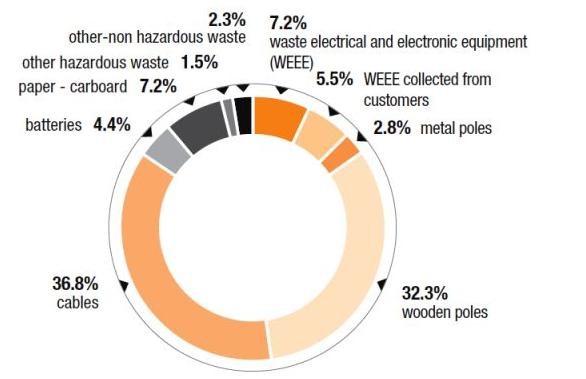 2.3%
other-non hazardous waste
other hazardous waste 1.5%
paper - carboard 7.2%
batteries 4.4%
7.2%
waste electrical and electronic equipment
(WEEE)
5.5% WEEE collected from
customers
2.8% metal poles
36.8%
cables
32.3%
wooden poles